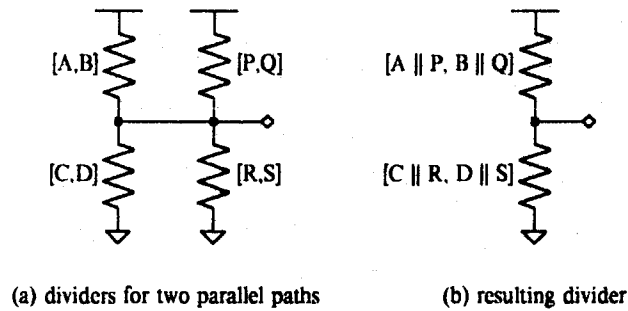 [A,B] [P,Q] [A || P, B || Q]
[C,D] [R,S] [C || R, D || S]
(a) dividers for two parallel paths (b) resulting divider